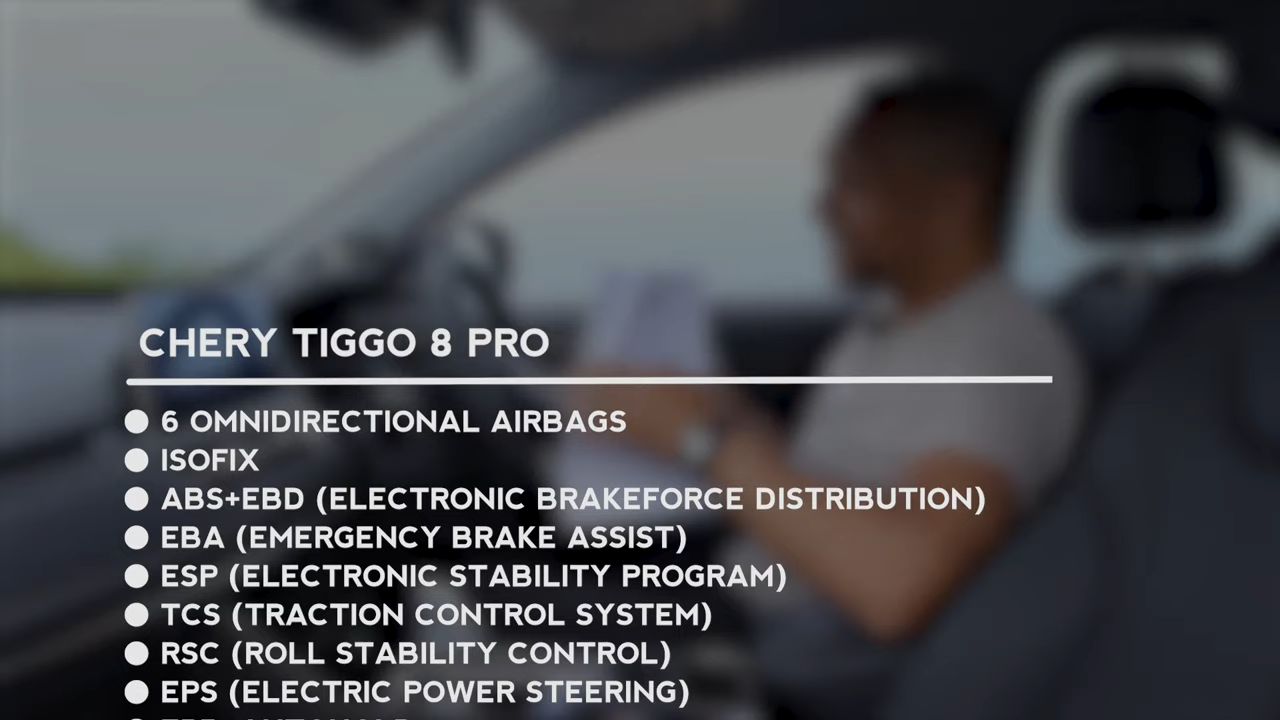 CHERY TIGGO 8 PRO
● 6 OMNIDIRECTIONAL AIRBAGS
● ISOFIX
● ABS+EBD (ELECTRONIC BRAKEFORCE DISTRIBUTION)
● EBA (EMERGENCY BRAKE ASSIST)
● ESP (ELECTRONIC STABILITY PROGRAM)
● TCS (TRACTION CONTROL SYSTEM)
● RSC (ROLL STABILITY CONTROL)
● EPS (ELECTRIC POWER STEERING)